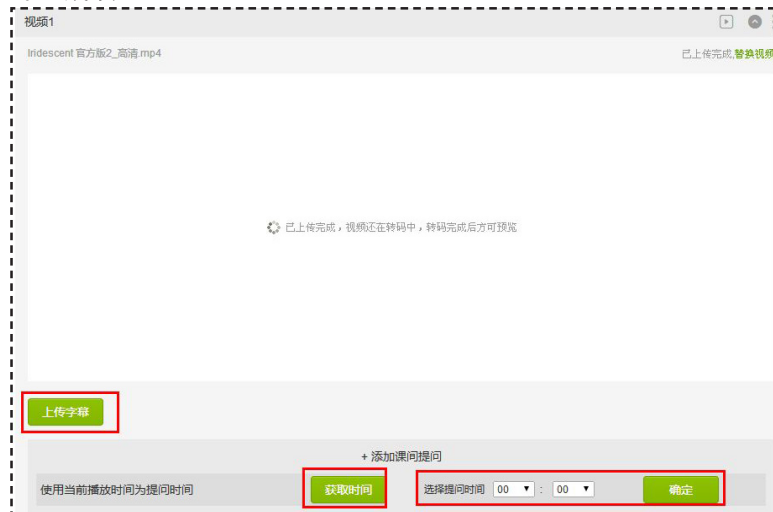 视频1
Iridescent 官方版2_高清.mp4
已上传完成,替换视频
已上传完成，视频还在转码中，转码完成后方可预览
上传字幕
+ 添加课间提问
使用当前播放时间为提问时间
获取时间
选择提问时间 00 : 00
确定